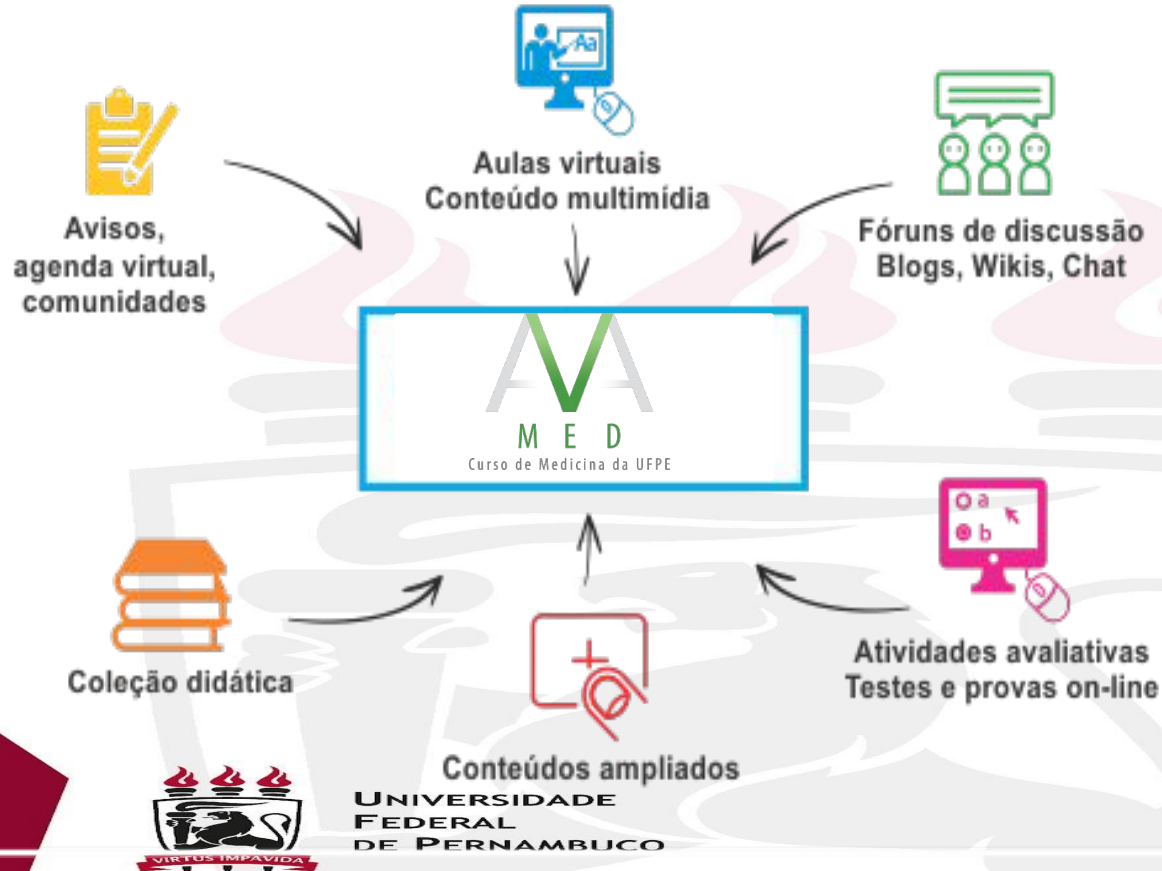 Aa
Aulas virtuais
Conteúdo multimídia
Avisos,
agenda virtual,
comunidades
Fóruns de discussão
Blogs, Wikis, Chat
AVA
MED
Curso de Medicina da UFPE
a
b
Coleção didática
Atividades avaliativas
Testes e provas on-line
Conteúdos ampliados
UNIVERSIDADE
FEDERAL
DE PERNAMBUCO
VIRTUS IMPAVIDA